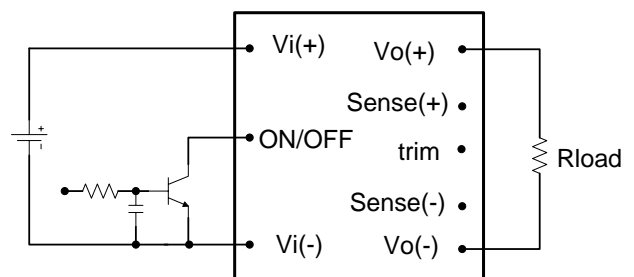 Vi(+)
Vo(+)
Sense(+)
ON/OFF
trim
Rload
Sense(-)
Vi(-)
Vo(-)
+
-